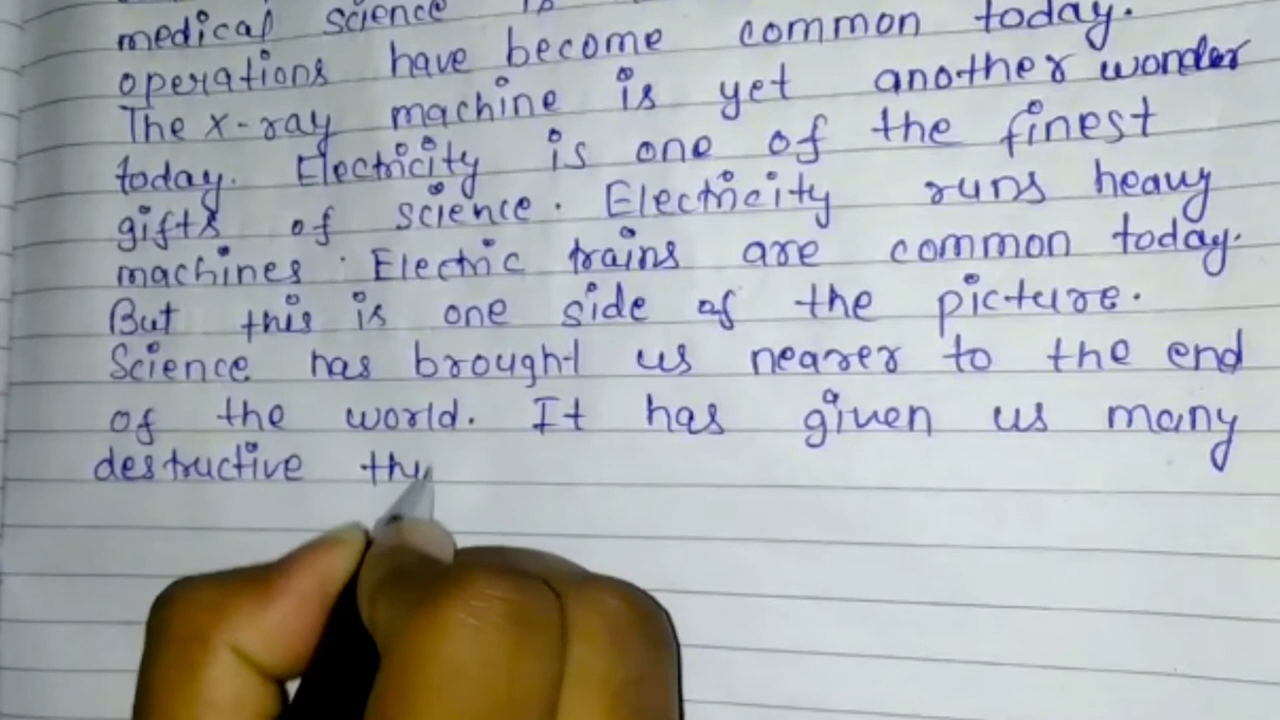 medical science is
operations have become common today.
The x-ray machine is yet another wonder
today. Electricity is one of the finest
gifts of science. Electricity runs heavy
machines. Electric trains are common today.
But this is one side of the picture.
Science has brought us nearer to the end
of the world. It has given us many
destructive